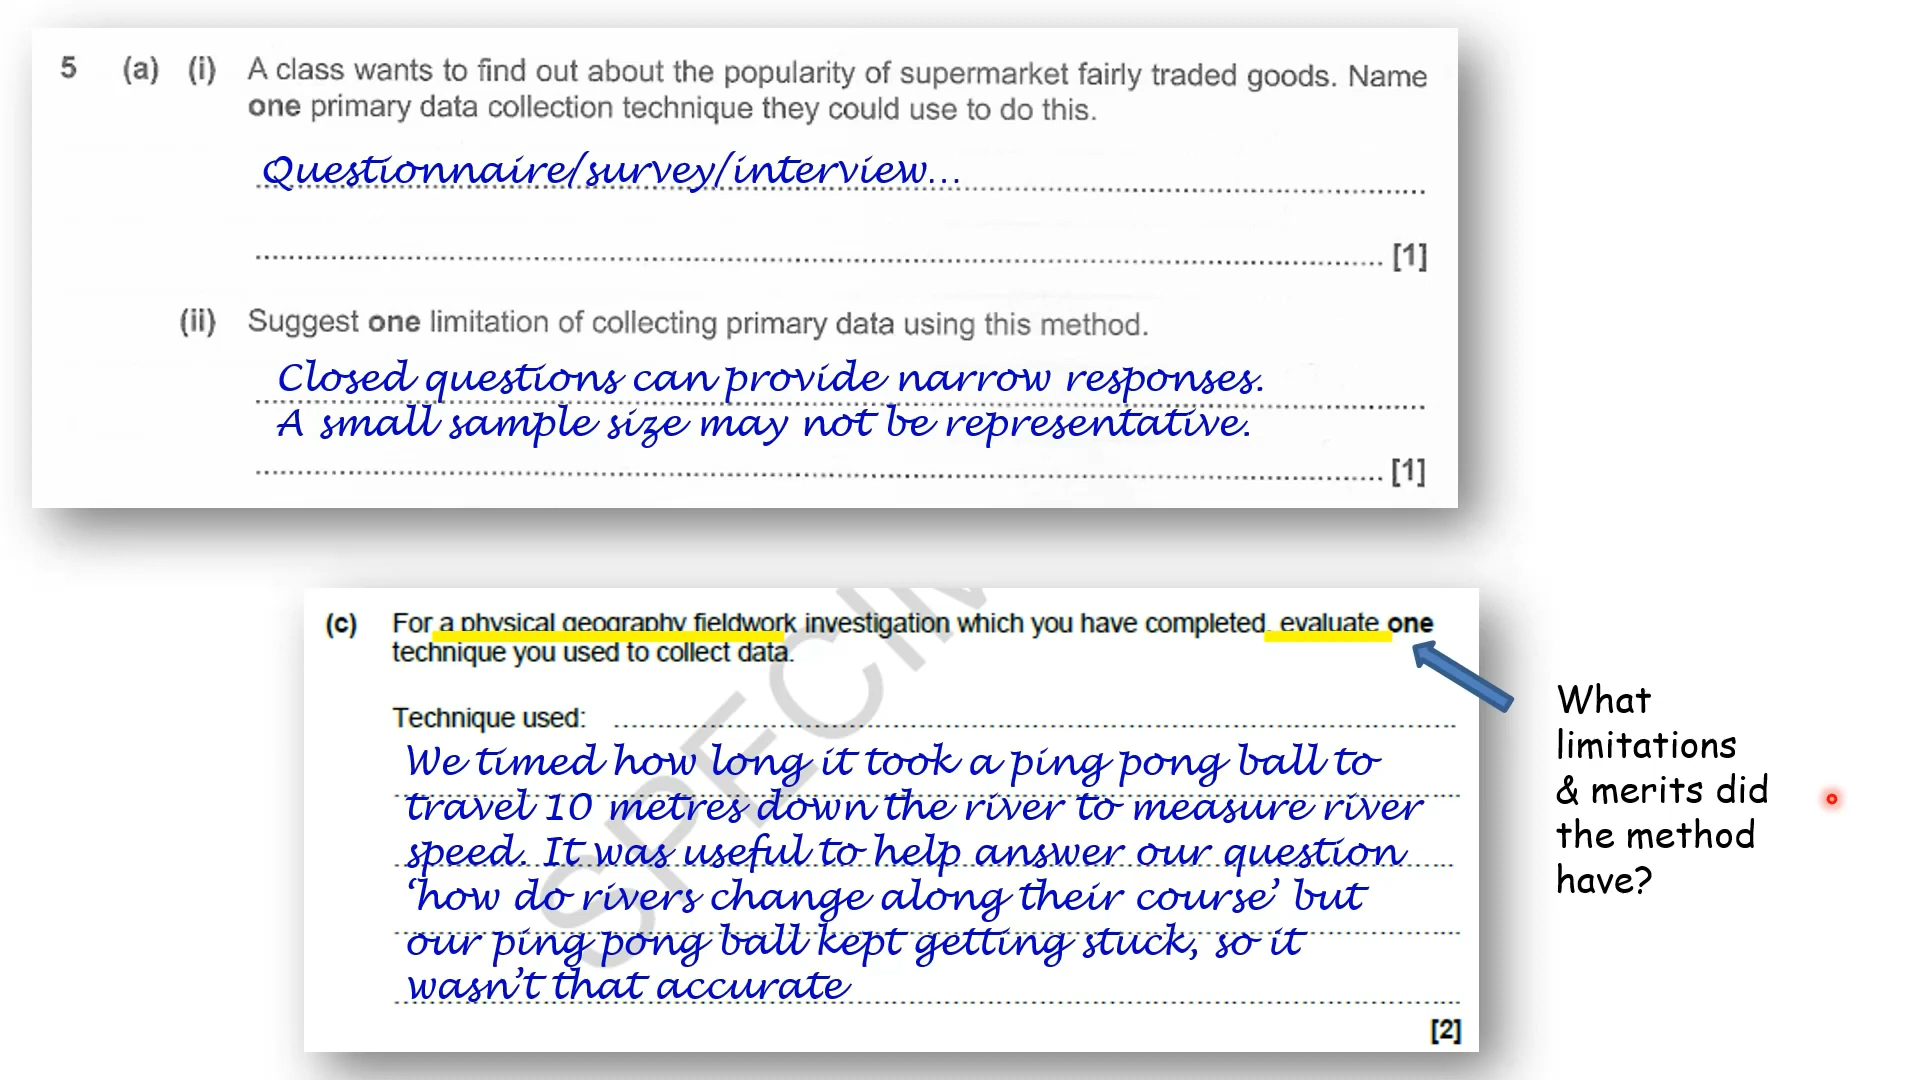 5 (a) (i) A class wants to find out about the popularity of supermarket fairly traded goods. Name
one primary data collection technique they could use to do this.
Questionnaire/survey/interview...
[1]
(ii) Suggest one limitation of collecting primary data using this method.
Closed questions can provide narrow responses.
A small sample size may not be representative.
[1]
(c) For a physical geography fieldwork investigation which you have completed, evaluate one
technique you used to collect data.
Technique used:
We timed how long it took a ping pong ball to
travel 10 metres down the river to measure river
speed. It was useful to help answer our question
‘how do rivers change along their course’ but
our ping pong ball kept getting stuck, so it
wasn’t that accurate
[2]
What
limitations
& merits did
the method
have?
SPECIM